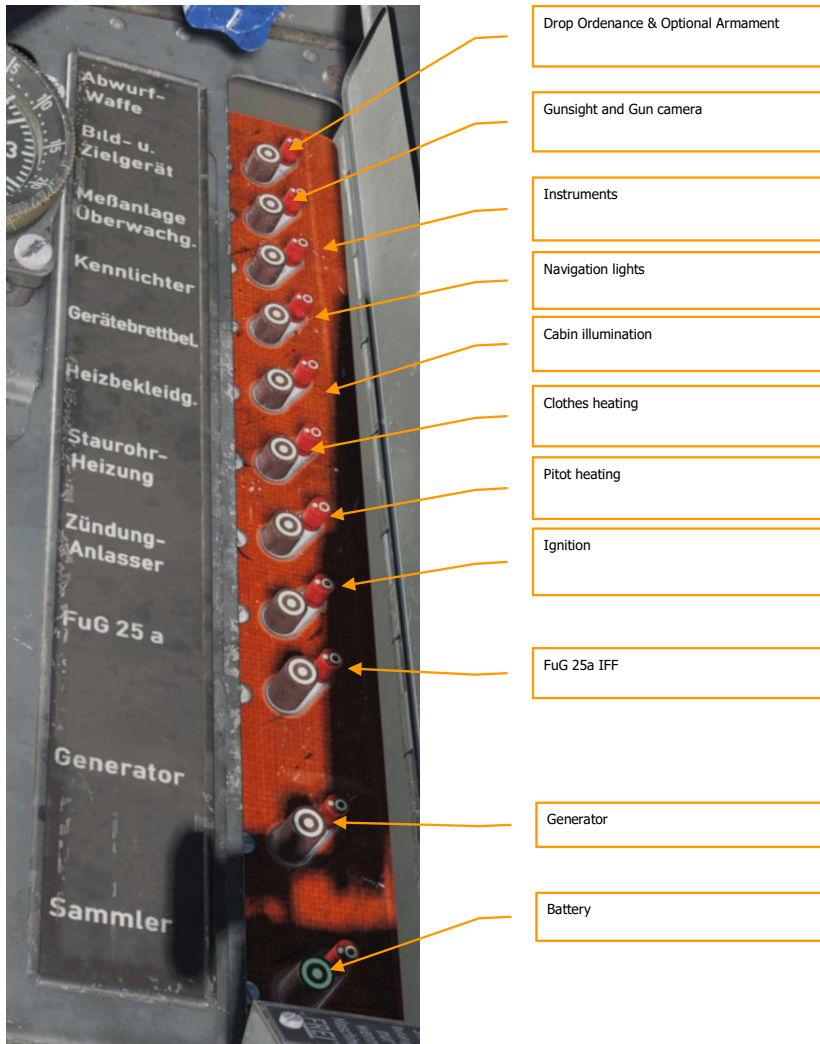 Abwurf-
Waffe
Bild- u.
Zielgerät
Meßanlage
Überwachg.
Kennlichter
Gerätebrettbel.
Heizbekleidg.
Staurohr-
Heizung
Zündung-
Anlasser
FuG 25 a
Generator
Sammler
Drop Ordenance & Optional Armament
Gunsight and Gun camera
Instruments
Navigation lights
Cabin illumination
Clothes heating
Pitot heating
Ignition
FuG 25a IFF
Generator
Battery